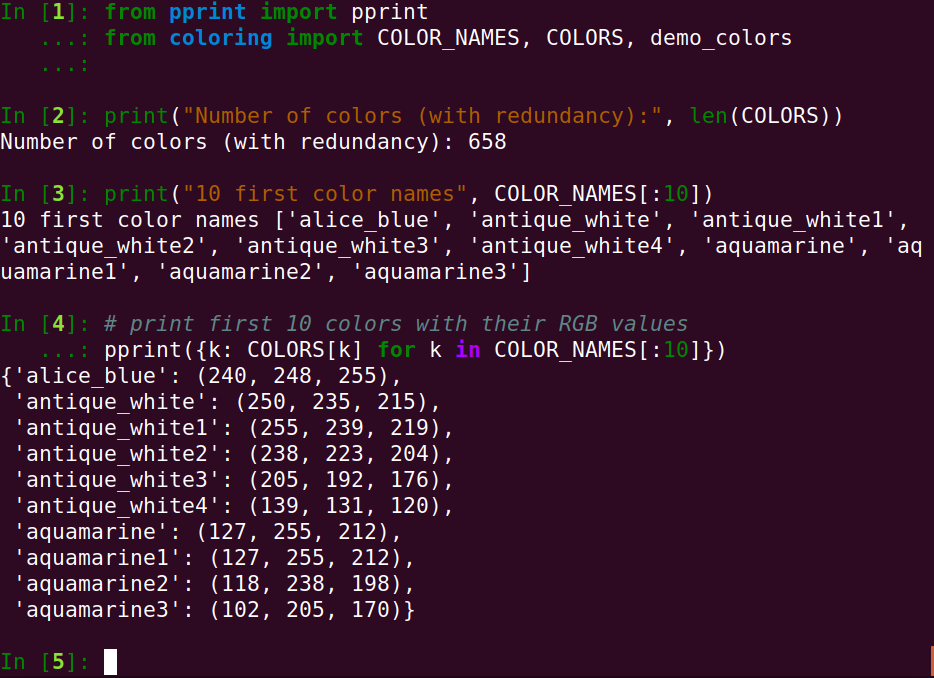 In [1]: from pprint import pprint
   ...: from coloring import COLOR_NAMES, COLORS, demo_colors
   ...:
In [2]: print("Number of colors (with redundancy):", len(COLORS))
Number of colors (with redundancy): 658
In [3]: print("10 first color names", COLOR_NAMES[:10])
10 first color names ['alice_blue', 'antique_white', 'antique_white1',
'antique_white2', 'antique_white3', 'antique_white4', 'aquamarine', 'aq
uamarine1', 'aquamarine2', 'aquamarine3']
In [4]: # print first 10 colors with their RGB values
   ...: pprint({k: COLORS[k] for k in COLOR_NAMES[:10]})
{'alice_blue': (240, 248, 255),
 'antique_white': (250, 235, 215),
 'antique_white1': (255, 239, 219),
 'antique_white2': (238, 223, 204),
 'antique_white3': (205, 192, 176),
 'antique_white4': (139, 131, 120),
 'aquamarine': (127, 255, 212),
 'aquamarine1': (127, 255, 212),
 'aquamarine2': (118, 238, 198),
 'aquamarine3': (102, 205, 170)}
In [5]: